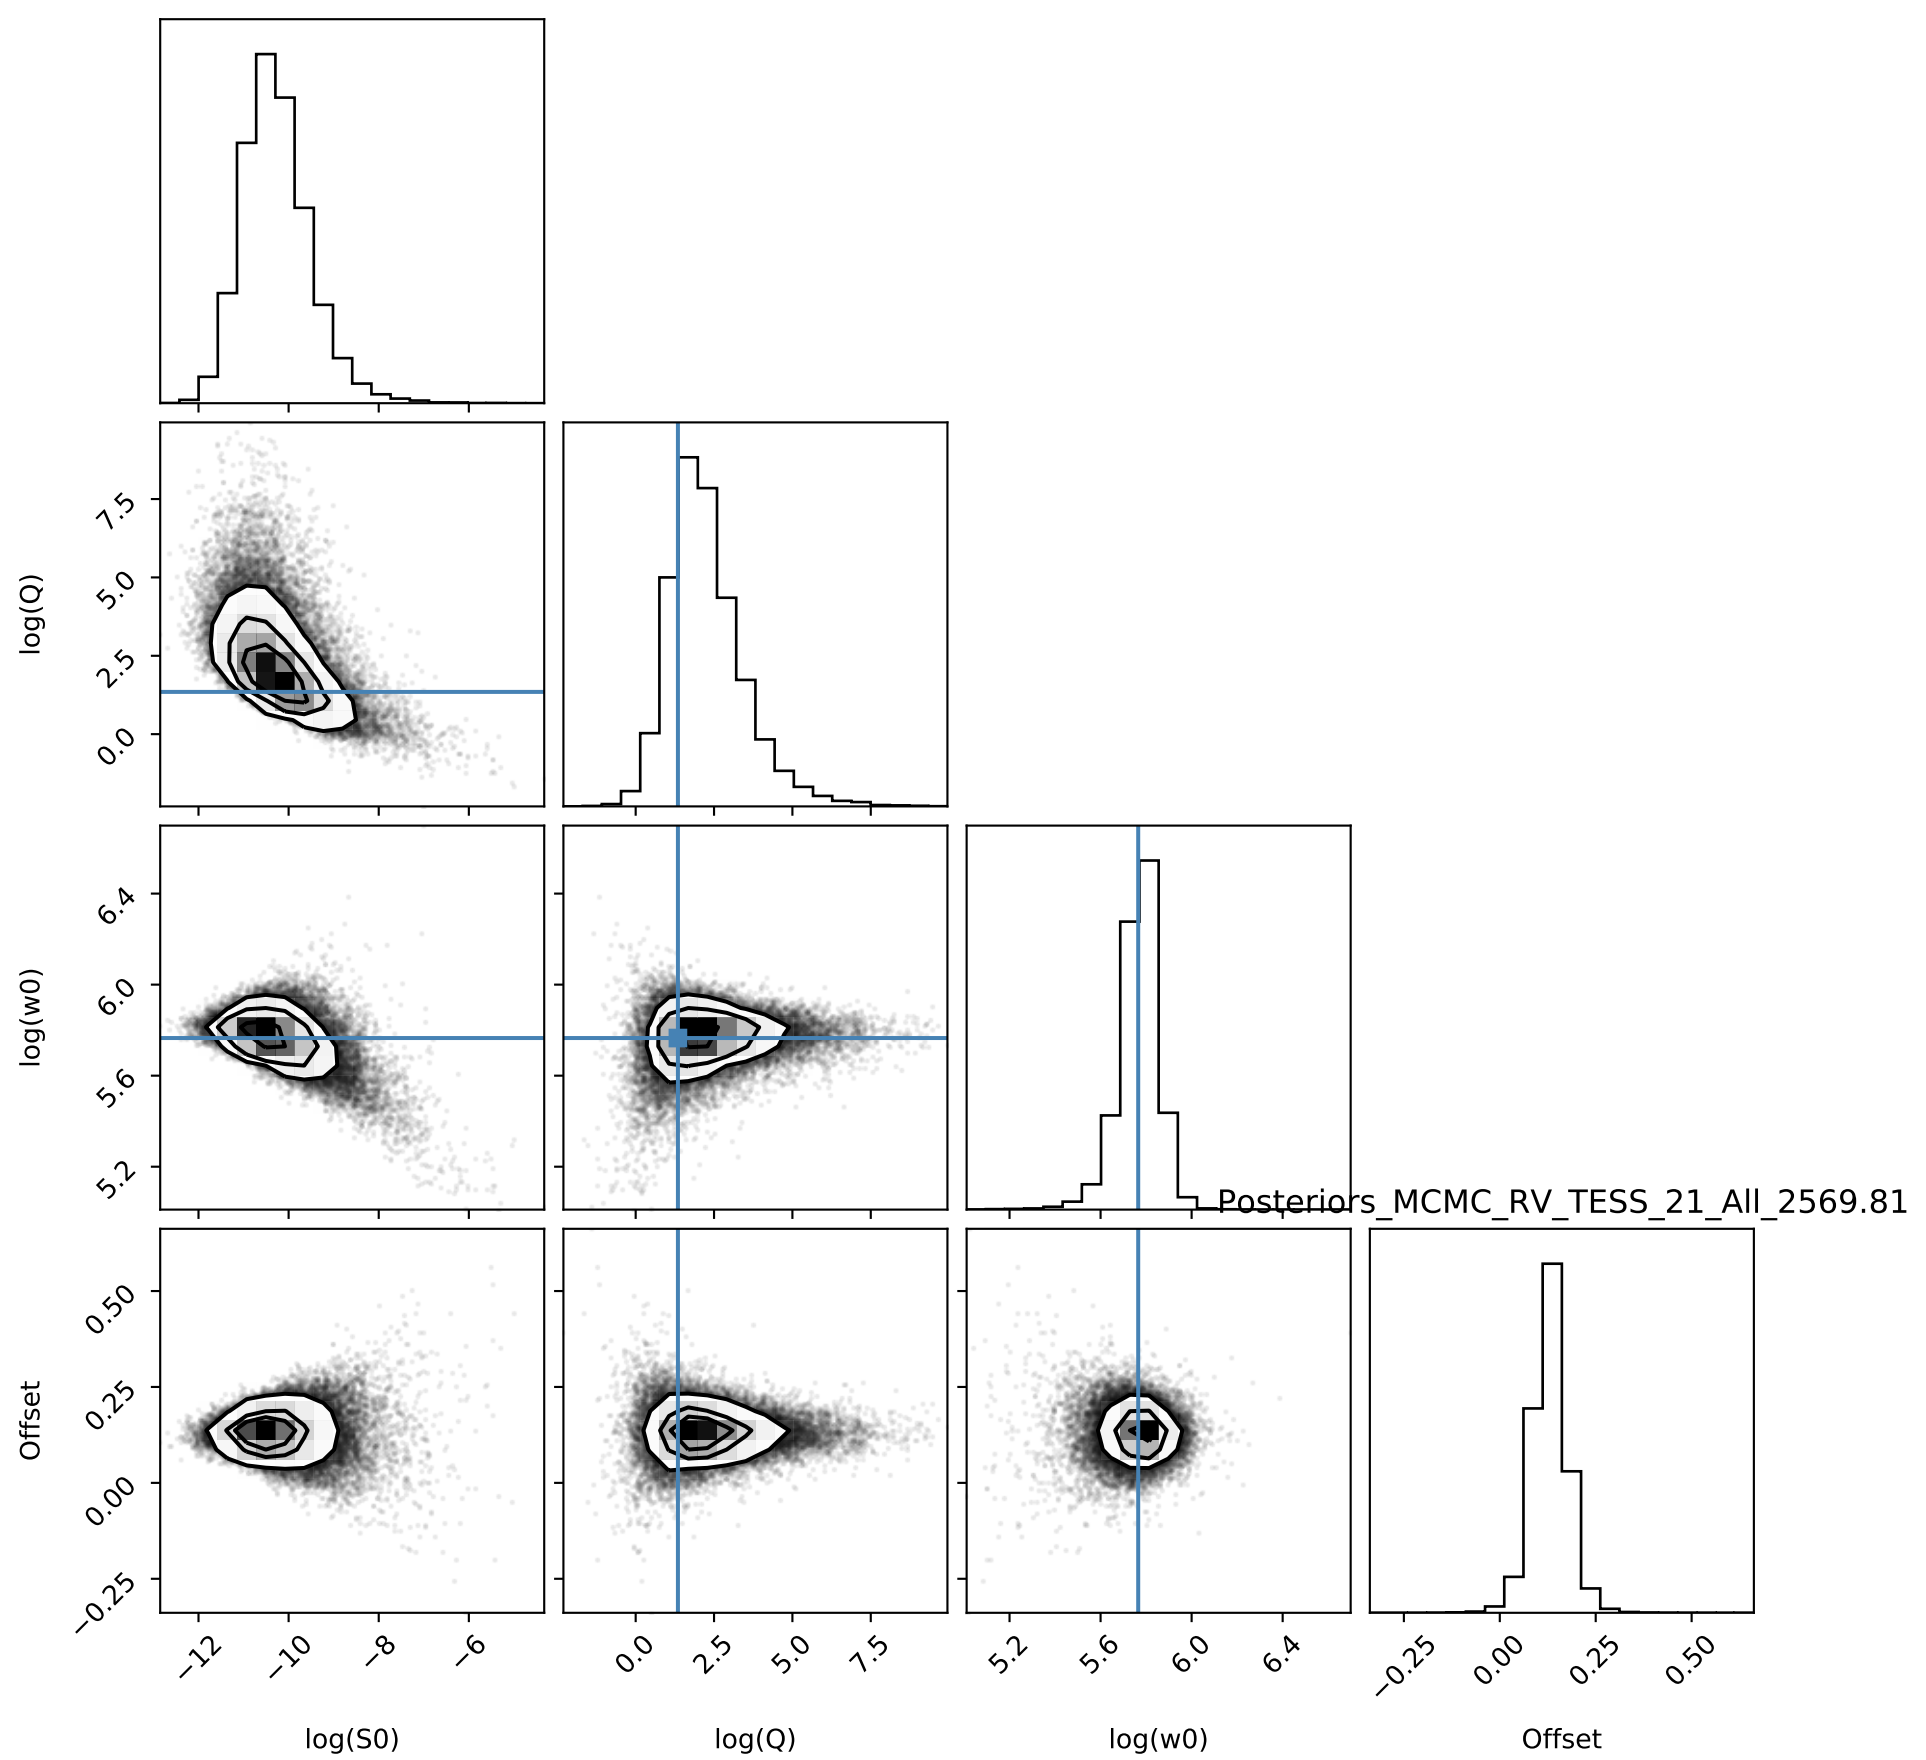 log(Q)
7.5
5.0
2.5
0.0
log(w0)
6.4
6.0
5.6
5.2
Posteriors_MCMC_RV_TESS_21_All_2569.81
Offset
0.50
0.25
0.00
−0.25
−12 −10 −8 −6 0.0 2.5 5.0 7.5 5.2 5.6 6.0 6.4 −0.25 0.00 0.25 0.50
log(S0) log(Q) log(w0) Offset